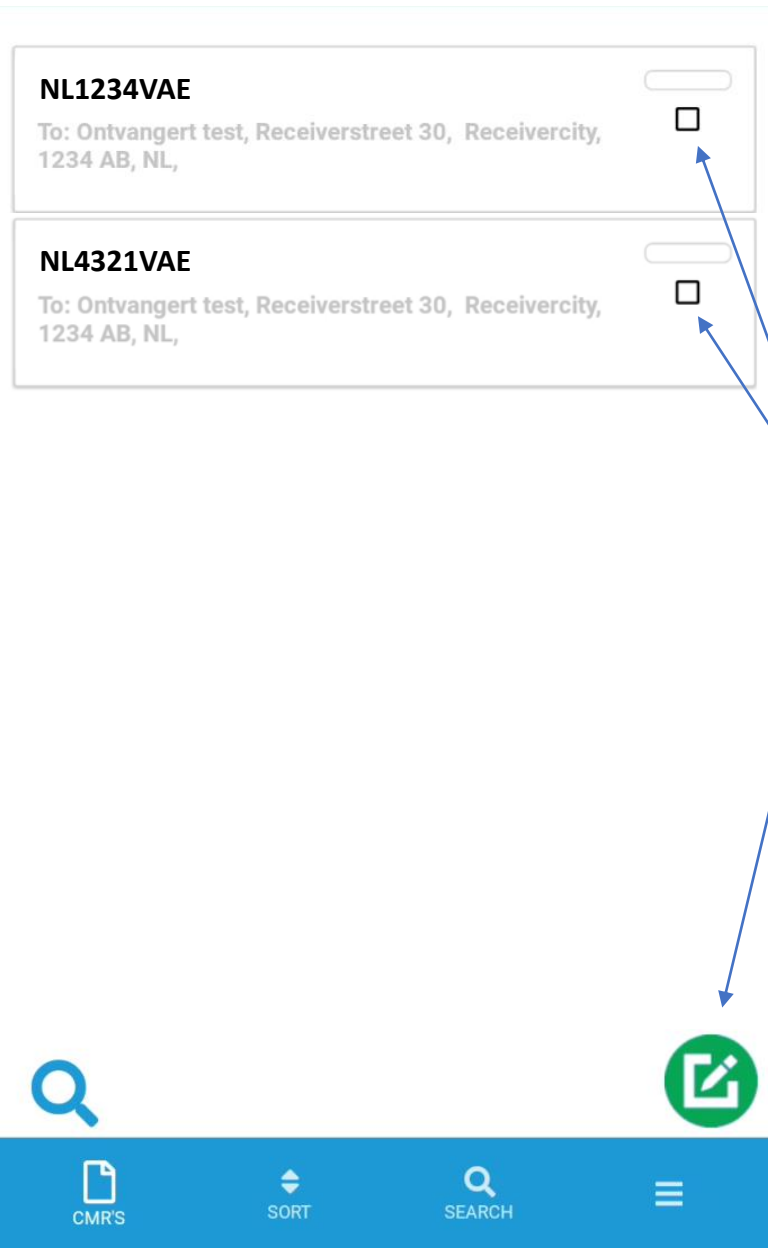 NL1234VAE
To: Ontvangert test, Receiverstreet 30, Receivercity,
1234 AB, NL,
NL4321VAE
To: Ontvangert test, Receiverstreet 30, Receivercity,
1234 AB, NL,
CMR'S
SORT
SEARCH